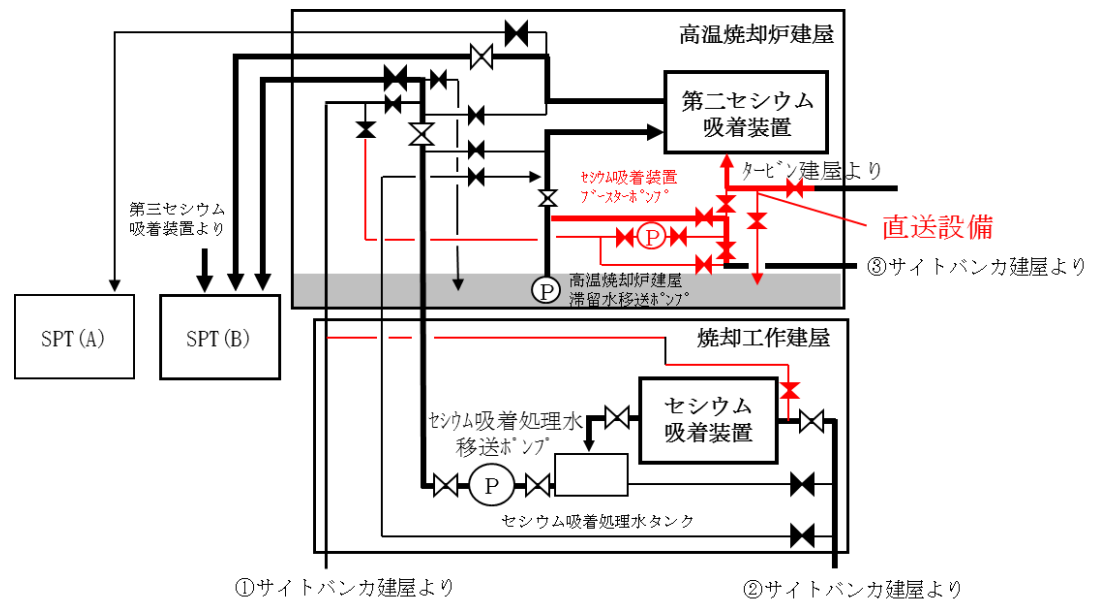 高温焼却炉建屋
第二セシウム
吸着装置
ｾｼｳﾑ吸着装置
ﾌﾞｰｽﾀｰﾎﾟﾝﾌﾟ
ﾀｰﾋﾞﾝ建屋より
第三セシウム
吸着装置より
直送設備
P
③サイトバンカ建屋より
高温焼却炉建屋
滞留水移送ﾎﾟﾝﾌﾟ
P
SPT(A)
SPT(B)
焼却工作建屋
セシウム
吸着装置
ｾｼｳﾑ吸着処理水
移送ﾎﾟﾝﾌﾟ
P
セシウム吸着処理水タンク
①サイトバンカ建屋より
②サイトバンカ建屋より